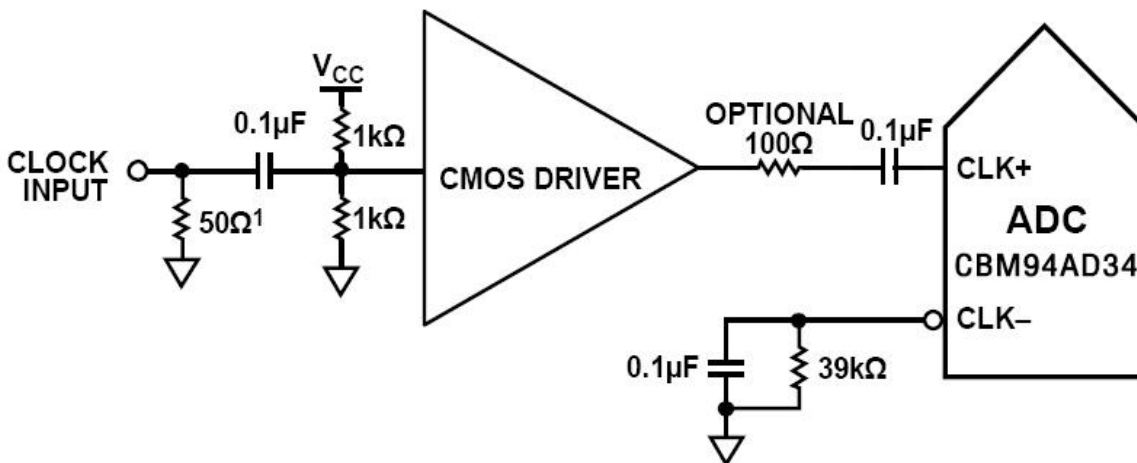 V_CC
0.1µF
1kΩ
CLOCK
INPUT
50Ω¹
1kΩ
CMOS DRIVER
OPTIONAL
100Ω
0.1µF
CLK+
ADC
CBM94AD34
CLK–
0.1µF
39kΩ